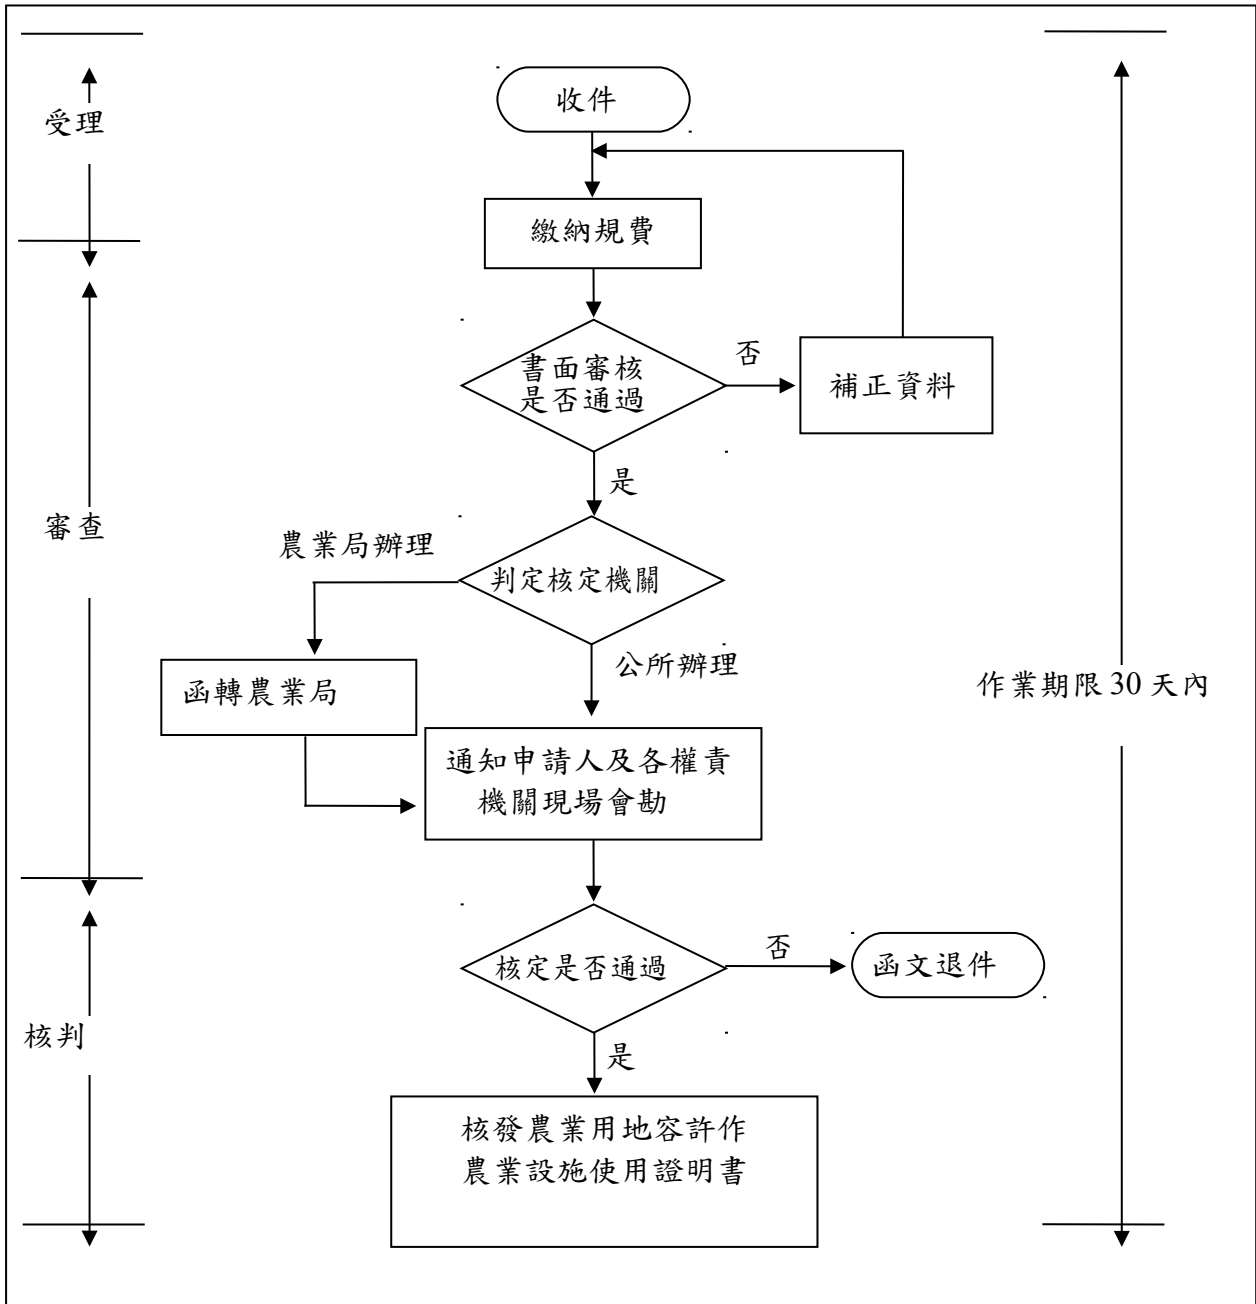 收件
受理
繳納規費
書面審核
是否通過
否
補正資料
是
審查
農業局辦理
判定核定機關
公所辦理
函轉農業局
作業期限 30 天內
通知申請人及各權責
機關現場會勘
核定是否通過
否
函文退件
核判
是
核發農業用地容許作
農業設施使用證明書